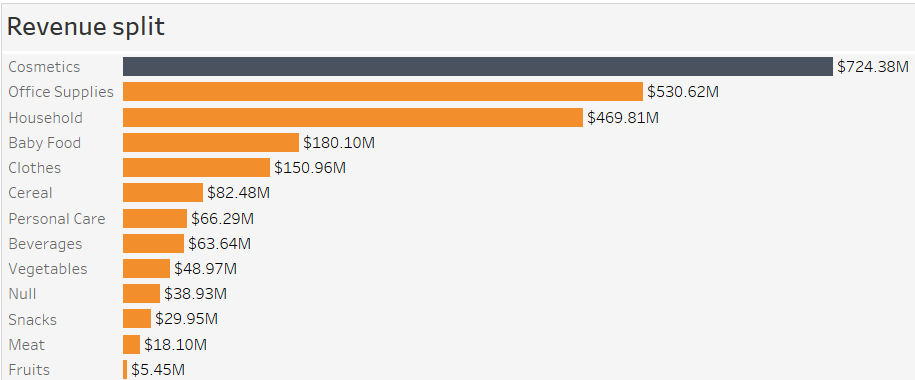 Revenue split
Cosmetics $724.38M
Office Supplies $530.62M
Household $469.81M
Baby Food $180.10M
Clothes $150.96M
Cereal $82.48M
Personal Care $66.29M
Beverages $63.64M
Vegetables $48.97M
Null $38.93M
Snacks $29.95M
Meat $18.10M
Fruits $5.45M